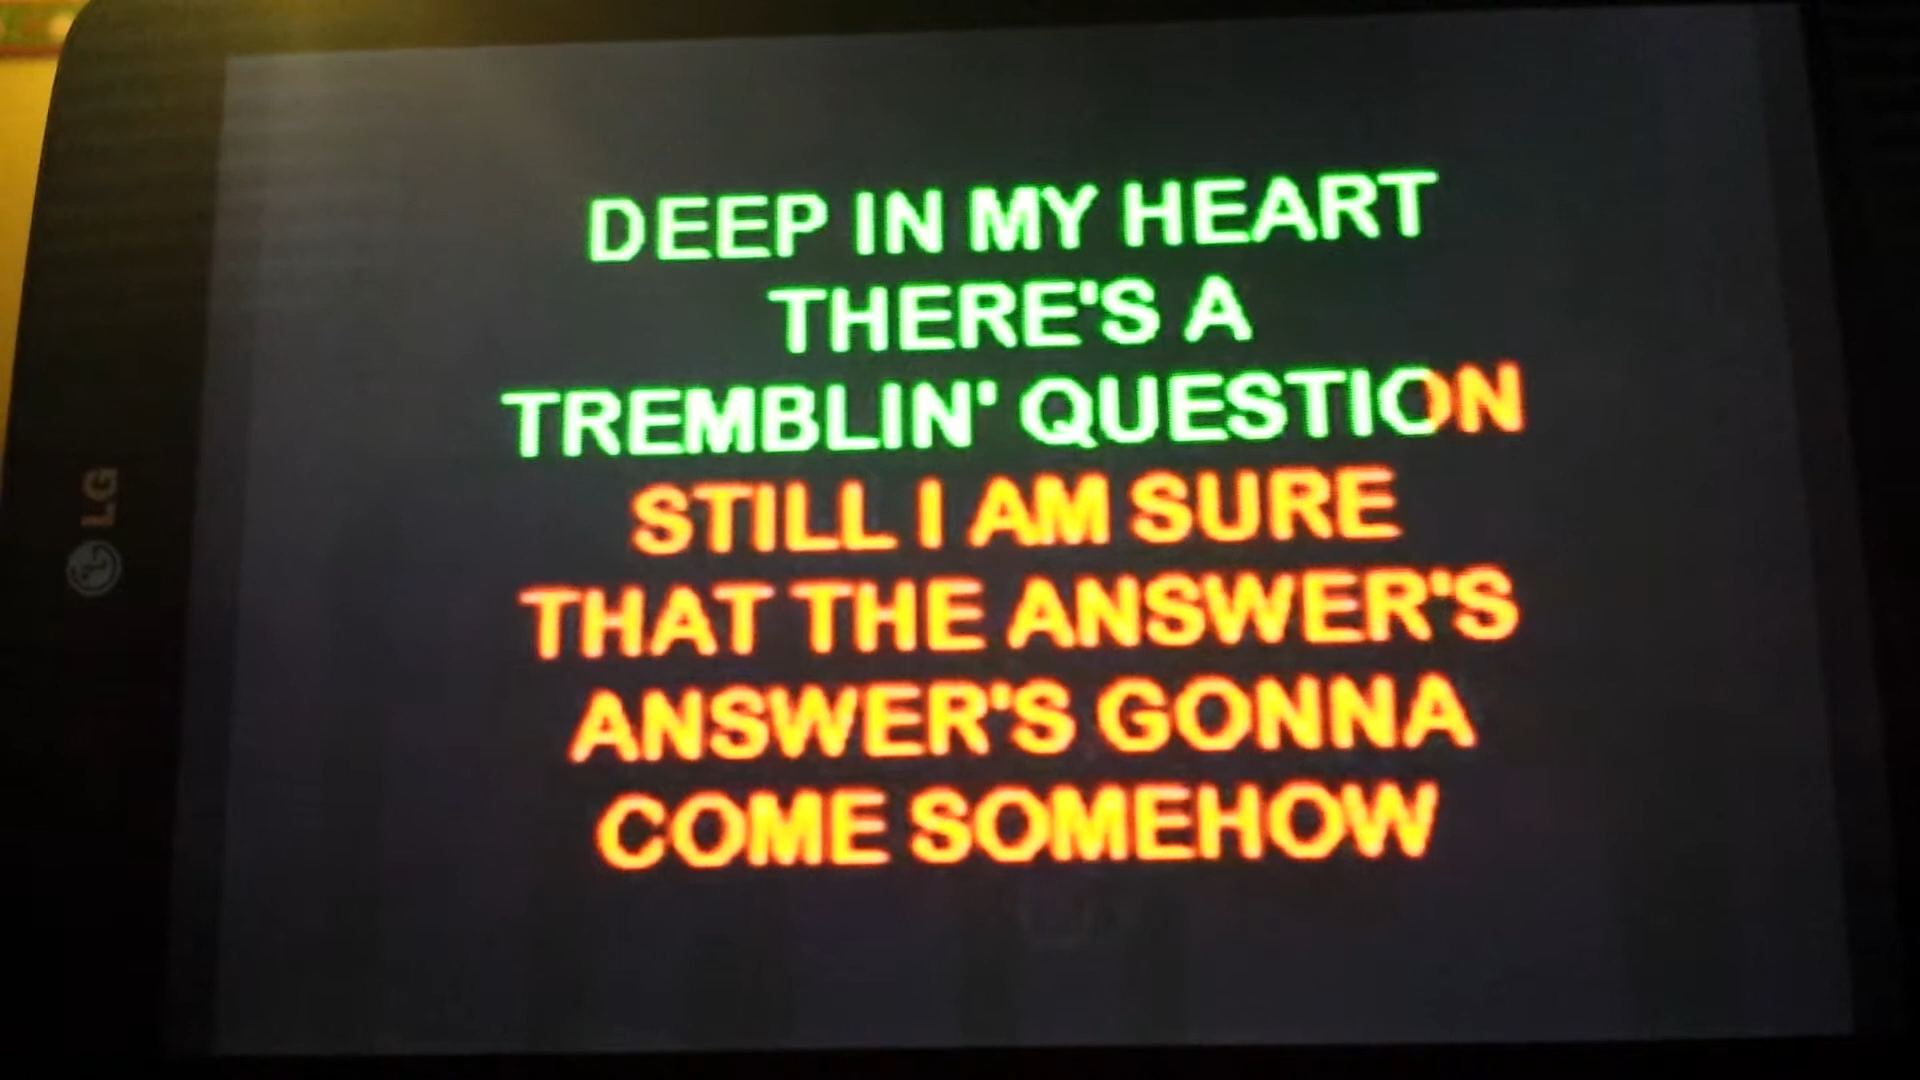 DEEP IN MY HEART
THERE'S A
TREMBLIN' QUESTION
STILL I AM SURE
THAT THE ANSWER'S
ANSWER'S GONNA
COME SOMEHOW
LG